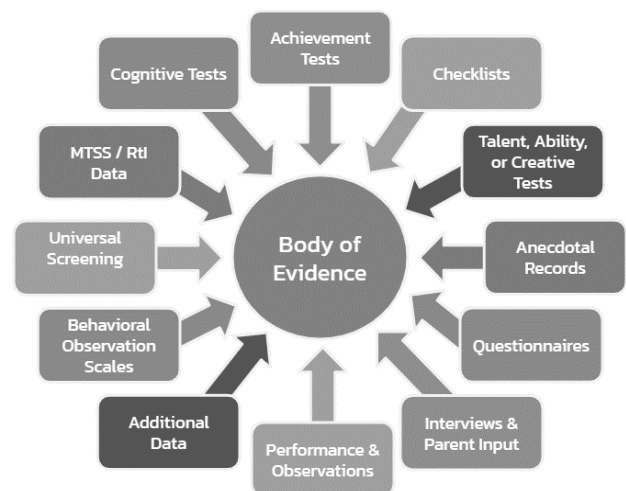 Achievement
Tests
Cognitive Tests
Checklists
MTSS / RtI
Data
Talent, Ability,
or Creative
Tests
Universal
Screening
Body of
Evidence
Anecdotal
Records
Behavioral
Observation
Scales
Questionnaires
Additional
Data
Performance &
Observations
Interviews &
Parent Input